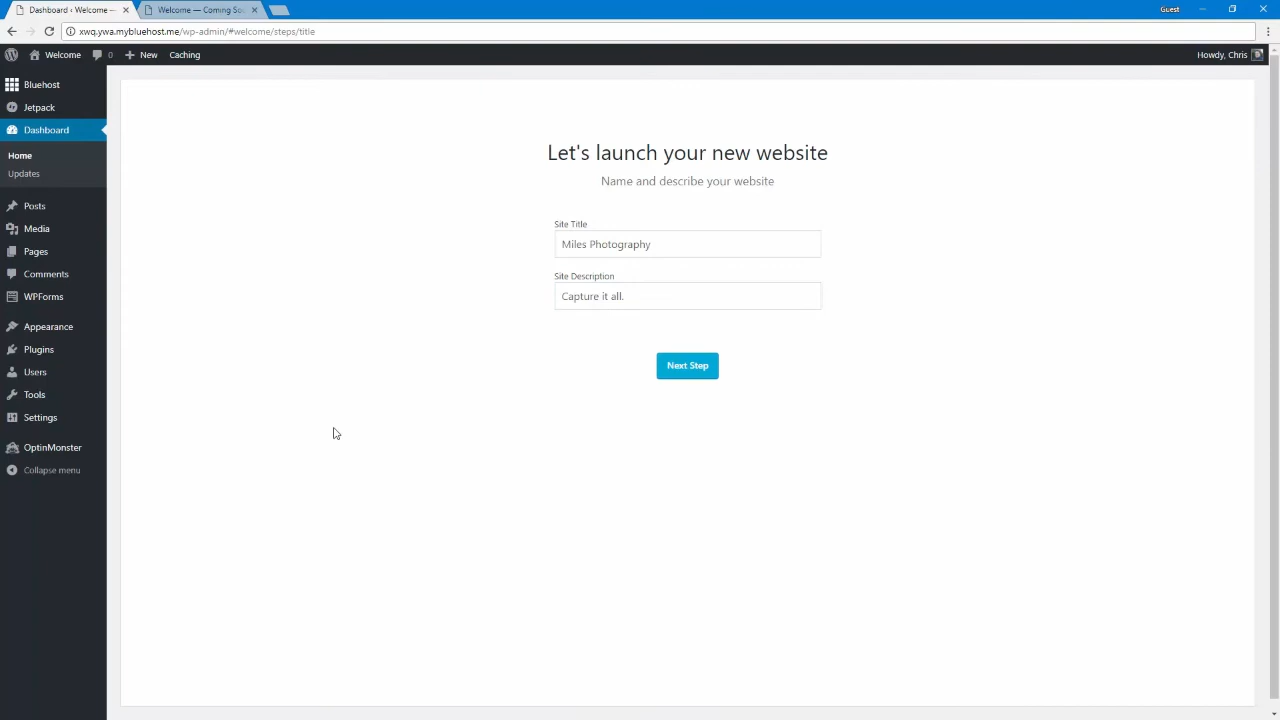 Dashboard ‹ Welcome —
Welcome — Coming Soo
Guest
xwq.ywa.mybluehost.me/wp-admin/#welcome/steps/title
Welcome
0
New
Caching
Howdy, Chris
Bluehost
Jetpack
Dashboard
Home
Updates
Posts
Media
Pages
Comments
WPForms
Appearance
Plugins
Users
Tools
Settings
OptinMonster
Collapse menu
Let's launch your new website
Name and describe your website
Site Title
Miles Photography
Site Description
Capture it all.
Next Step